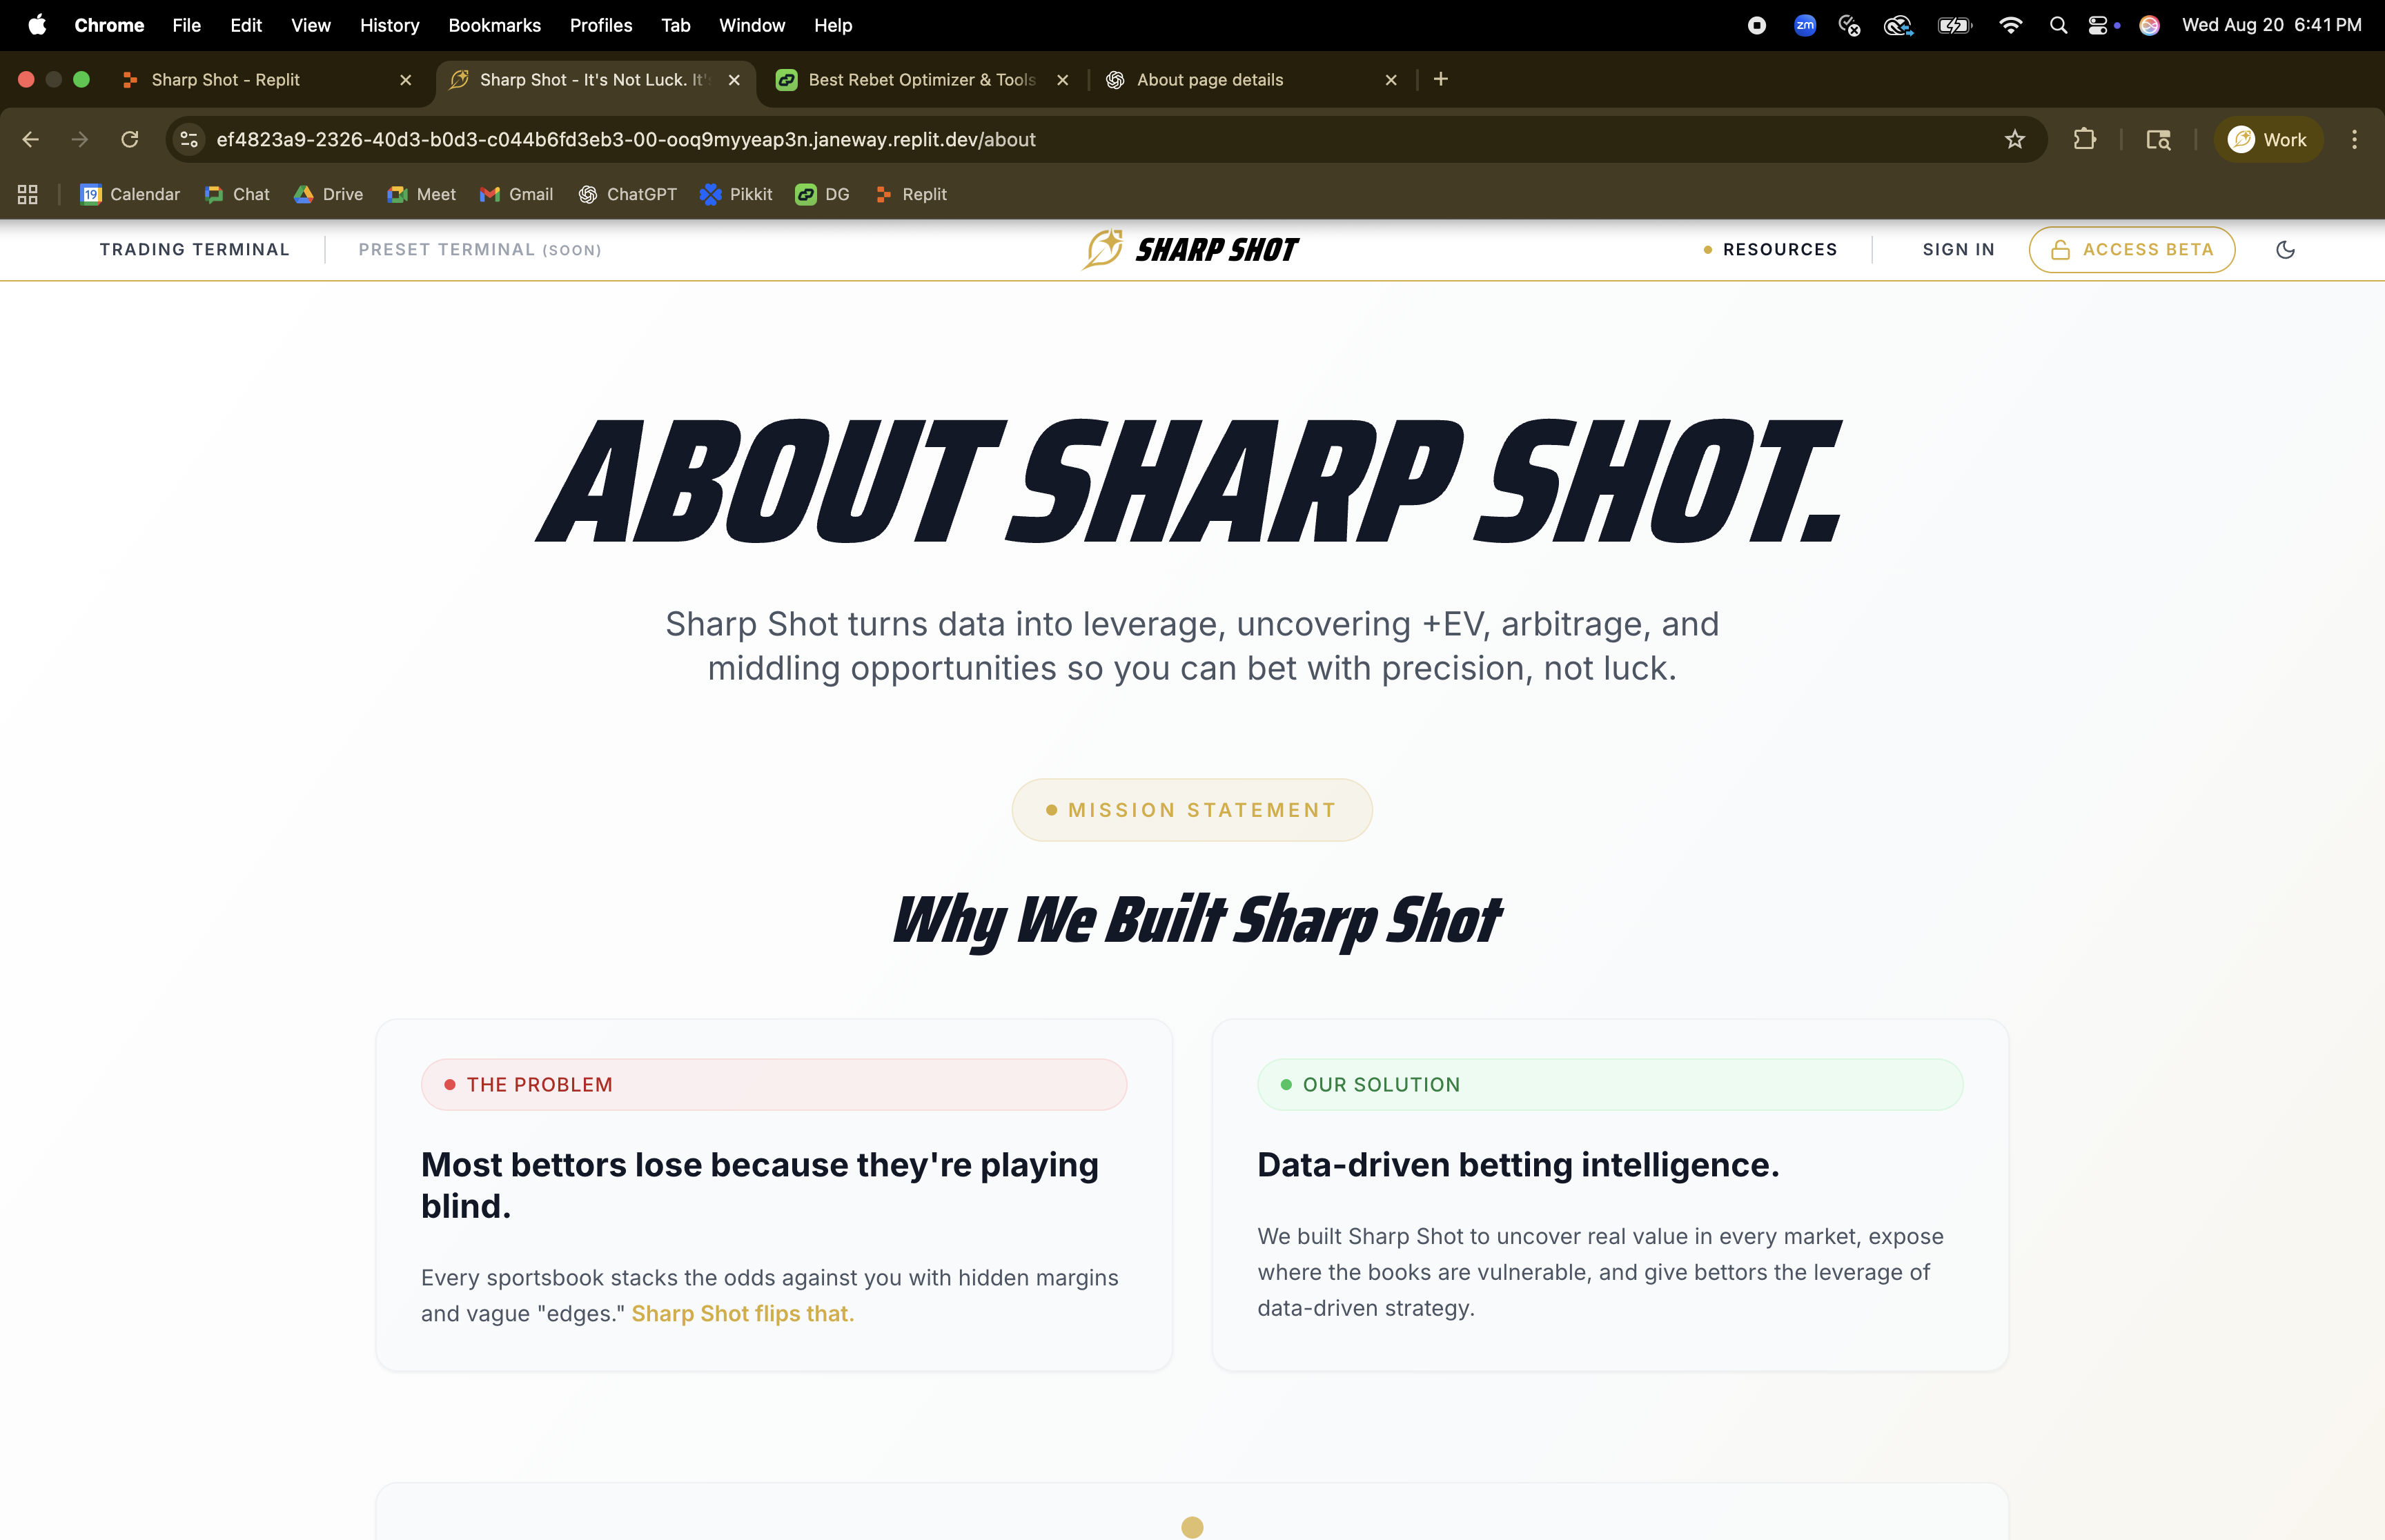 Chrome File Edit View History Bookmarks Profiles Tab Window Help zm Wed Aug 20 6:41 PM
Sharp Shot - Replit Sharp Shot - It's Not Luck. It's Best Rebet Optimizer & Tools About page details
ef4823a9-2326-40d3-b0d3-c044b6fd3eb3-00-ooq9myyeap3n.janeway.replit.dev/about Work
19 Calendar Chat Drive Meet Gmail ChatGPT Pikkit DG Replit
TRADING TERMINAL PRESET TERMINAL (SOON) SHARP SHOT RESOURCES SIGN IN ACCESS BETA
ABOUT SHARP SHOT.
Sharp Shot turns data into leverage, uncovering +EV, arbitrage, and
middling opportunities so you can bet with precision, not luck.
MISSION STATEMENT
Why We Built Sharp Shot
THE PROBLEM
Most bettors lose because they're playing
blind.
Every sportsbook stacks the odds against you with hidden margins
and vague "edges." Sharp Shot flips that.
OUR SOLUTION
Data-driven betting intelligence.
We built Sharp Shot to uncover real value in every market, expose
where the books are vulnerable, and give bettors the leverage of
data-driven strategy.